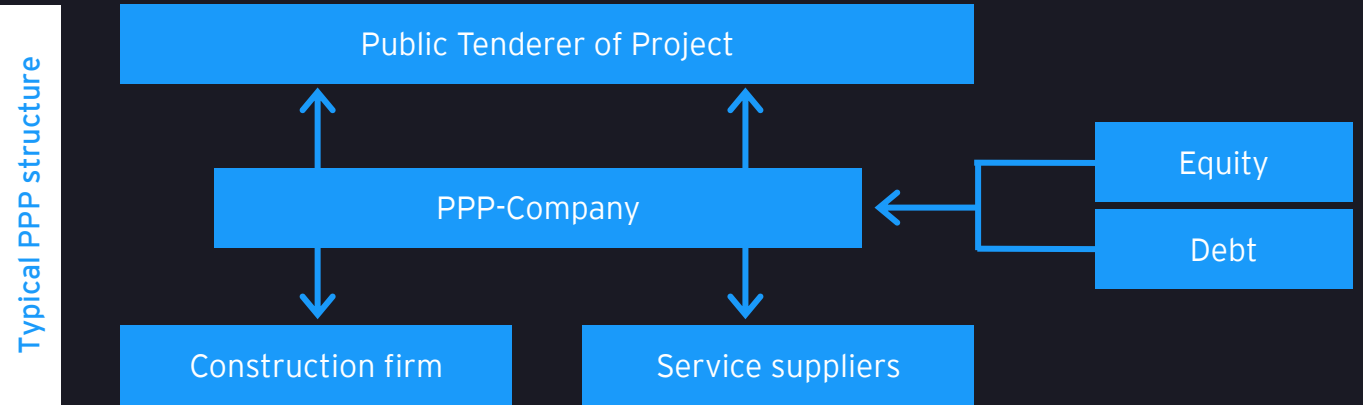 Typical PPP structure
Public Tenderer of Project
PPP-Company
Equity
Debt
Construction firm
Service suppliers